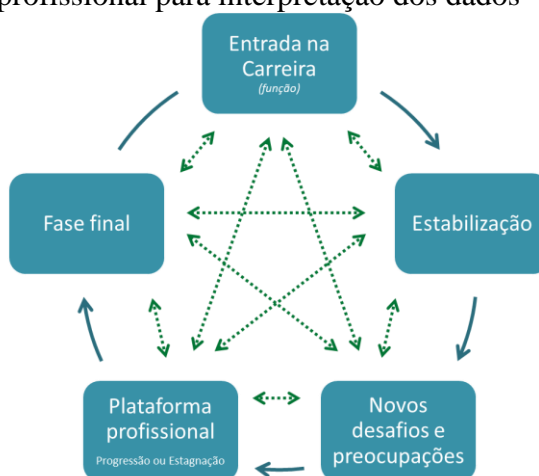 profissional para interpretação dos dados
Entrada na
Carreira
(função)
Fase final
Estabilização
Plataforma
profissional
Progressão ou Estagnação
Novos
desafios e
preocupações